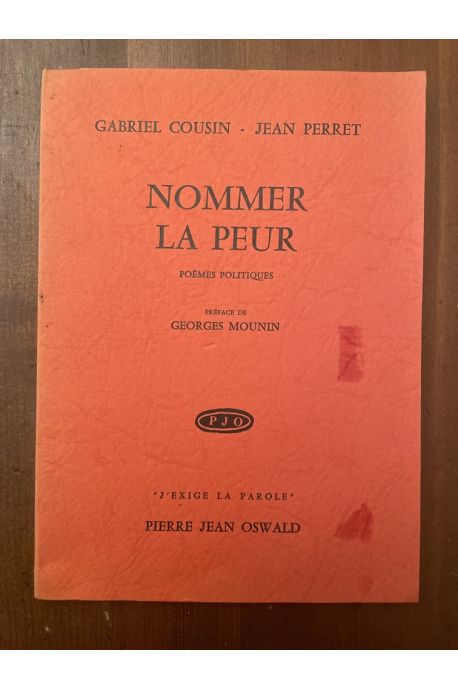 GABRIEL COUSIN - JEAN PERRET
NOMMER
LA PEUR
POÈMES POLITIQUES
PRÉFACE DE
GEORGES MOUNIN
PJO
"J'EXIGE LA PAROLE"
PIERRE JEAN OSWALD